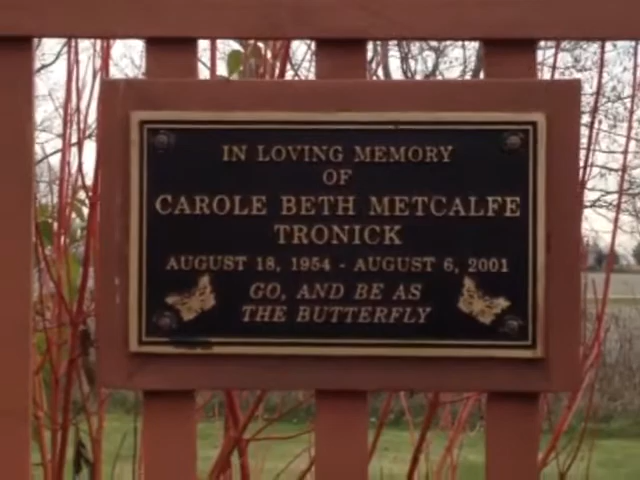 IN LOVING MEMORY
OF
CAROLE BETH METCALFE
TRONICK
AUGUST 18, 1954 - AUGUST 6, 2001
GO, AND BE AS
THE BUTTERFLY